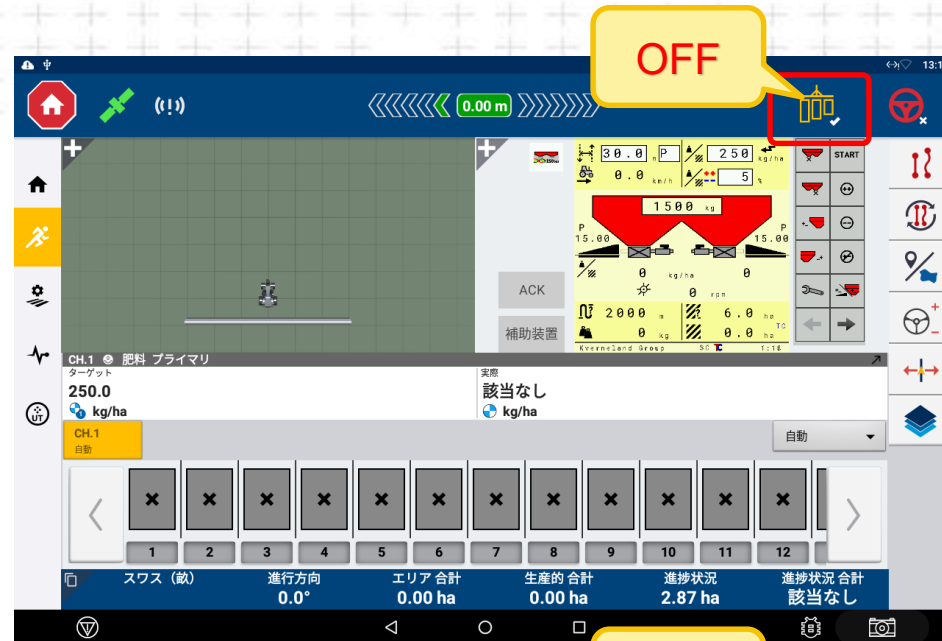 OFF
13:1
((!))
0.00 m
30.0 m P
250 kg/ha
START
0.0 km/h
5 %
1500 kg
P
P
15.00
15.00
0 kg/ha 0
0 rpm
ACK
2000 m
6.0 ha
補助装置
0 kg
0.0 ha
TC
Kverneland Group
SC TC
CH.1 肥料 プライマリ
ターゲット
実際
250.0
該当なし
kg/ha
kg/ha
UT
CH.1
自動
自動
1 2 3 4 5 6 7 8 9 10 11 12
スワス（畝） 進行方向 エリア 合計 生産的 合計 進捗状況 進捗状況 合計
0.0° 0.00 ha 0.00 ha 2.87 ha 該当なし